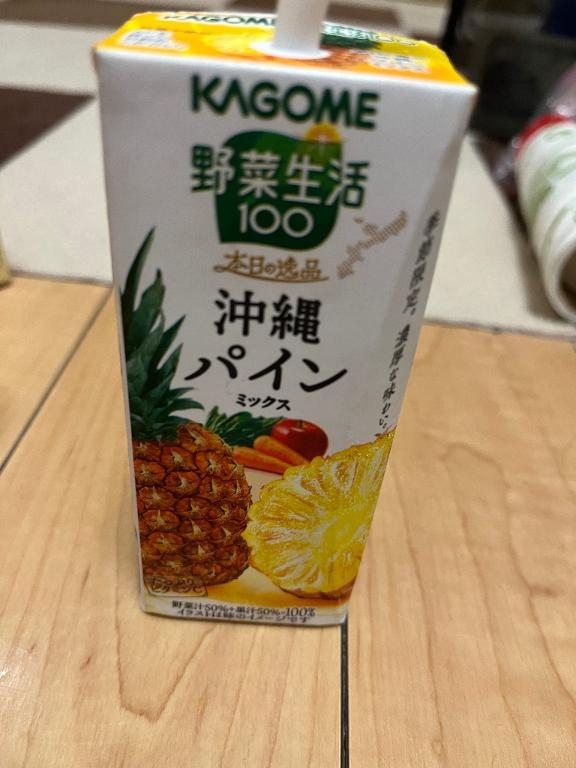 KAGOME
KAGOME
野菜生活
100
本日の逸品
沖縄
パイン
ミックス
季節限定。濃厚な味わい。
野菜汁50%+果汁50%=100%
イラストは味のイメージです